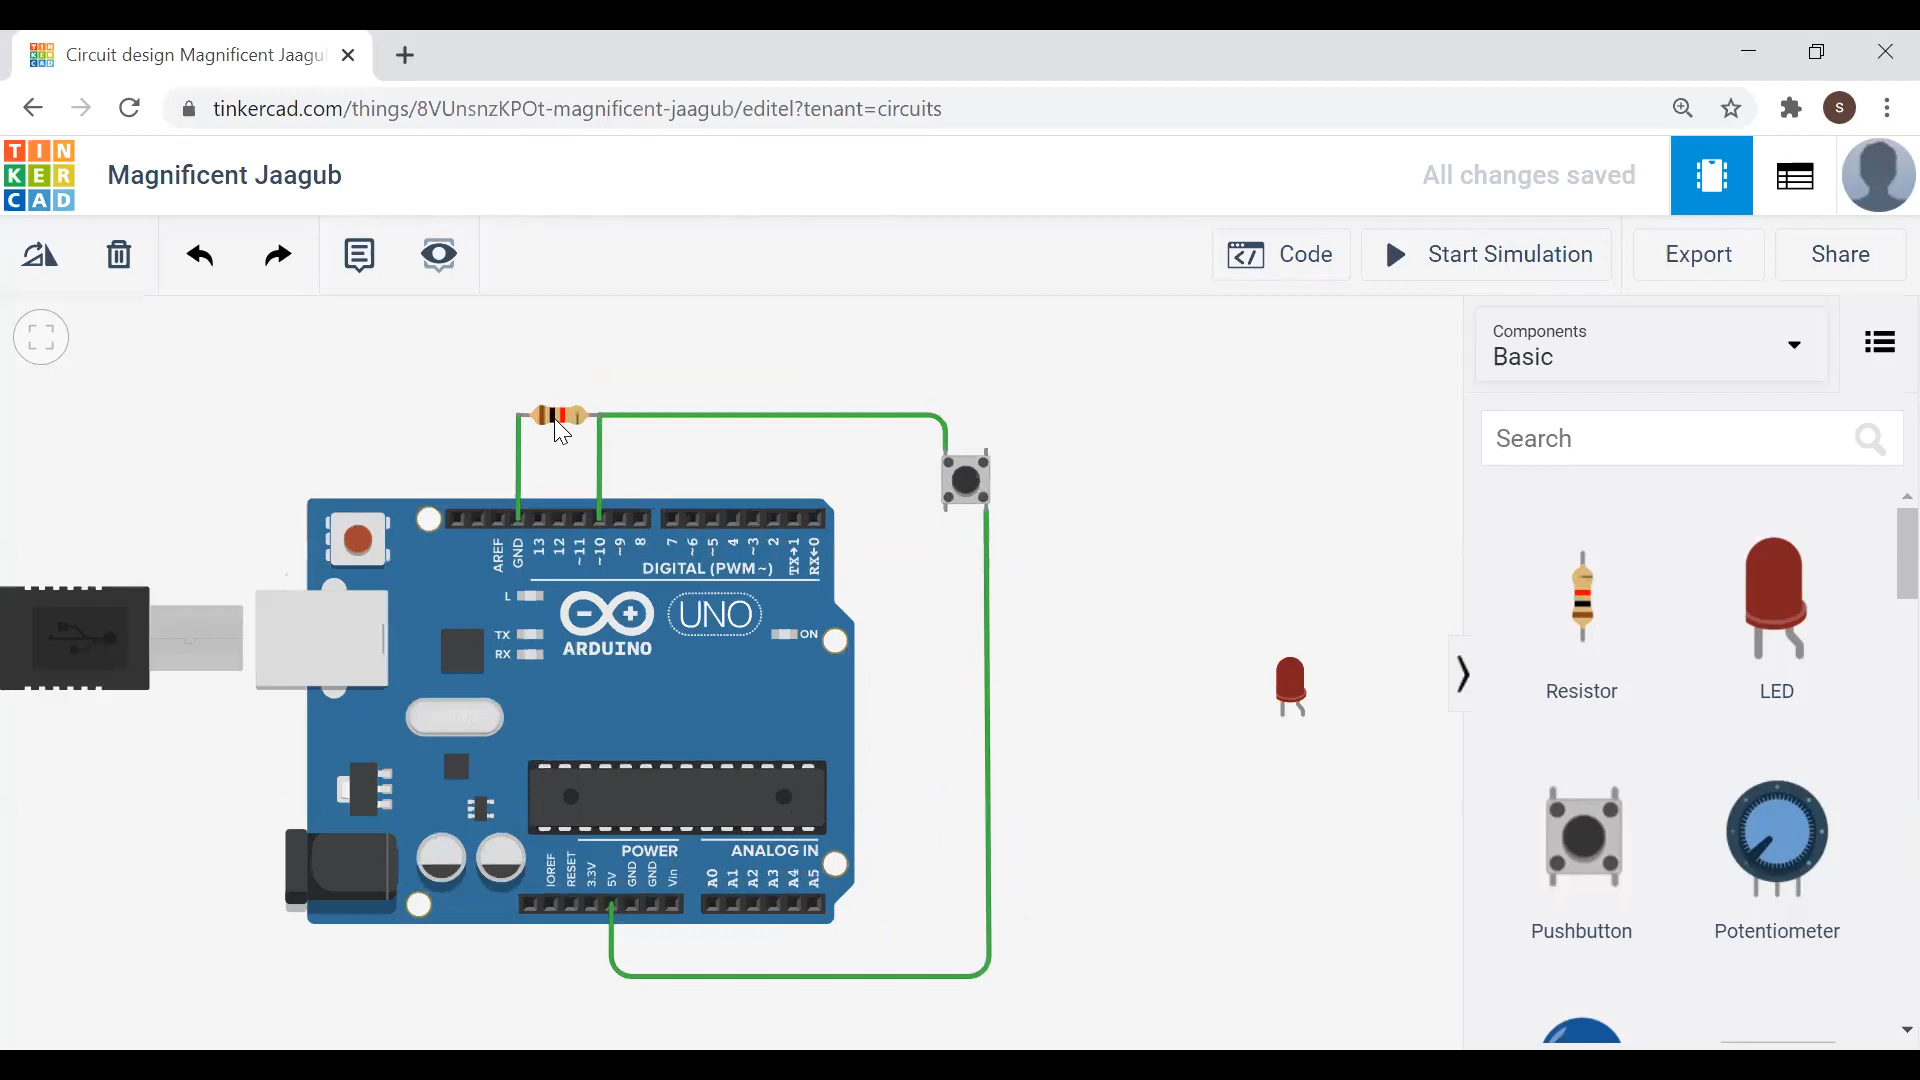 Circuit design Magnificent Jaagu
tinkercad.com/things/8VUnsnzKPOt-magnificent-jaagub/editel?tenant=circuits
S
TIN
KER
CAD
Magnificent Jaagub
All changes saved
Code
Start Simulation
Export
Share
Components
Basic
Search
AREF
GND
13
12
~11
~10
~9
8
7
~6
~5
4
~3
2
TX→1
RX←0
DIGITAL (PWM~)
L
TX
RX
UNO
ON
ARDUINO
Resistor
LED
POWER
ANALOG IN
IOREF
RESET
3.3V
5V
GND
GND
Vin
A0
A1
A2
A3
A4
A5
Pushbutton
Potentiometer